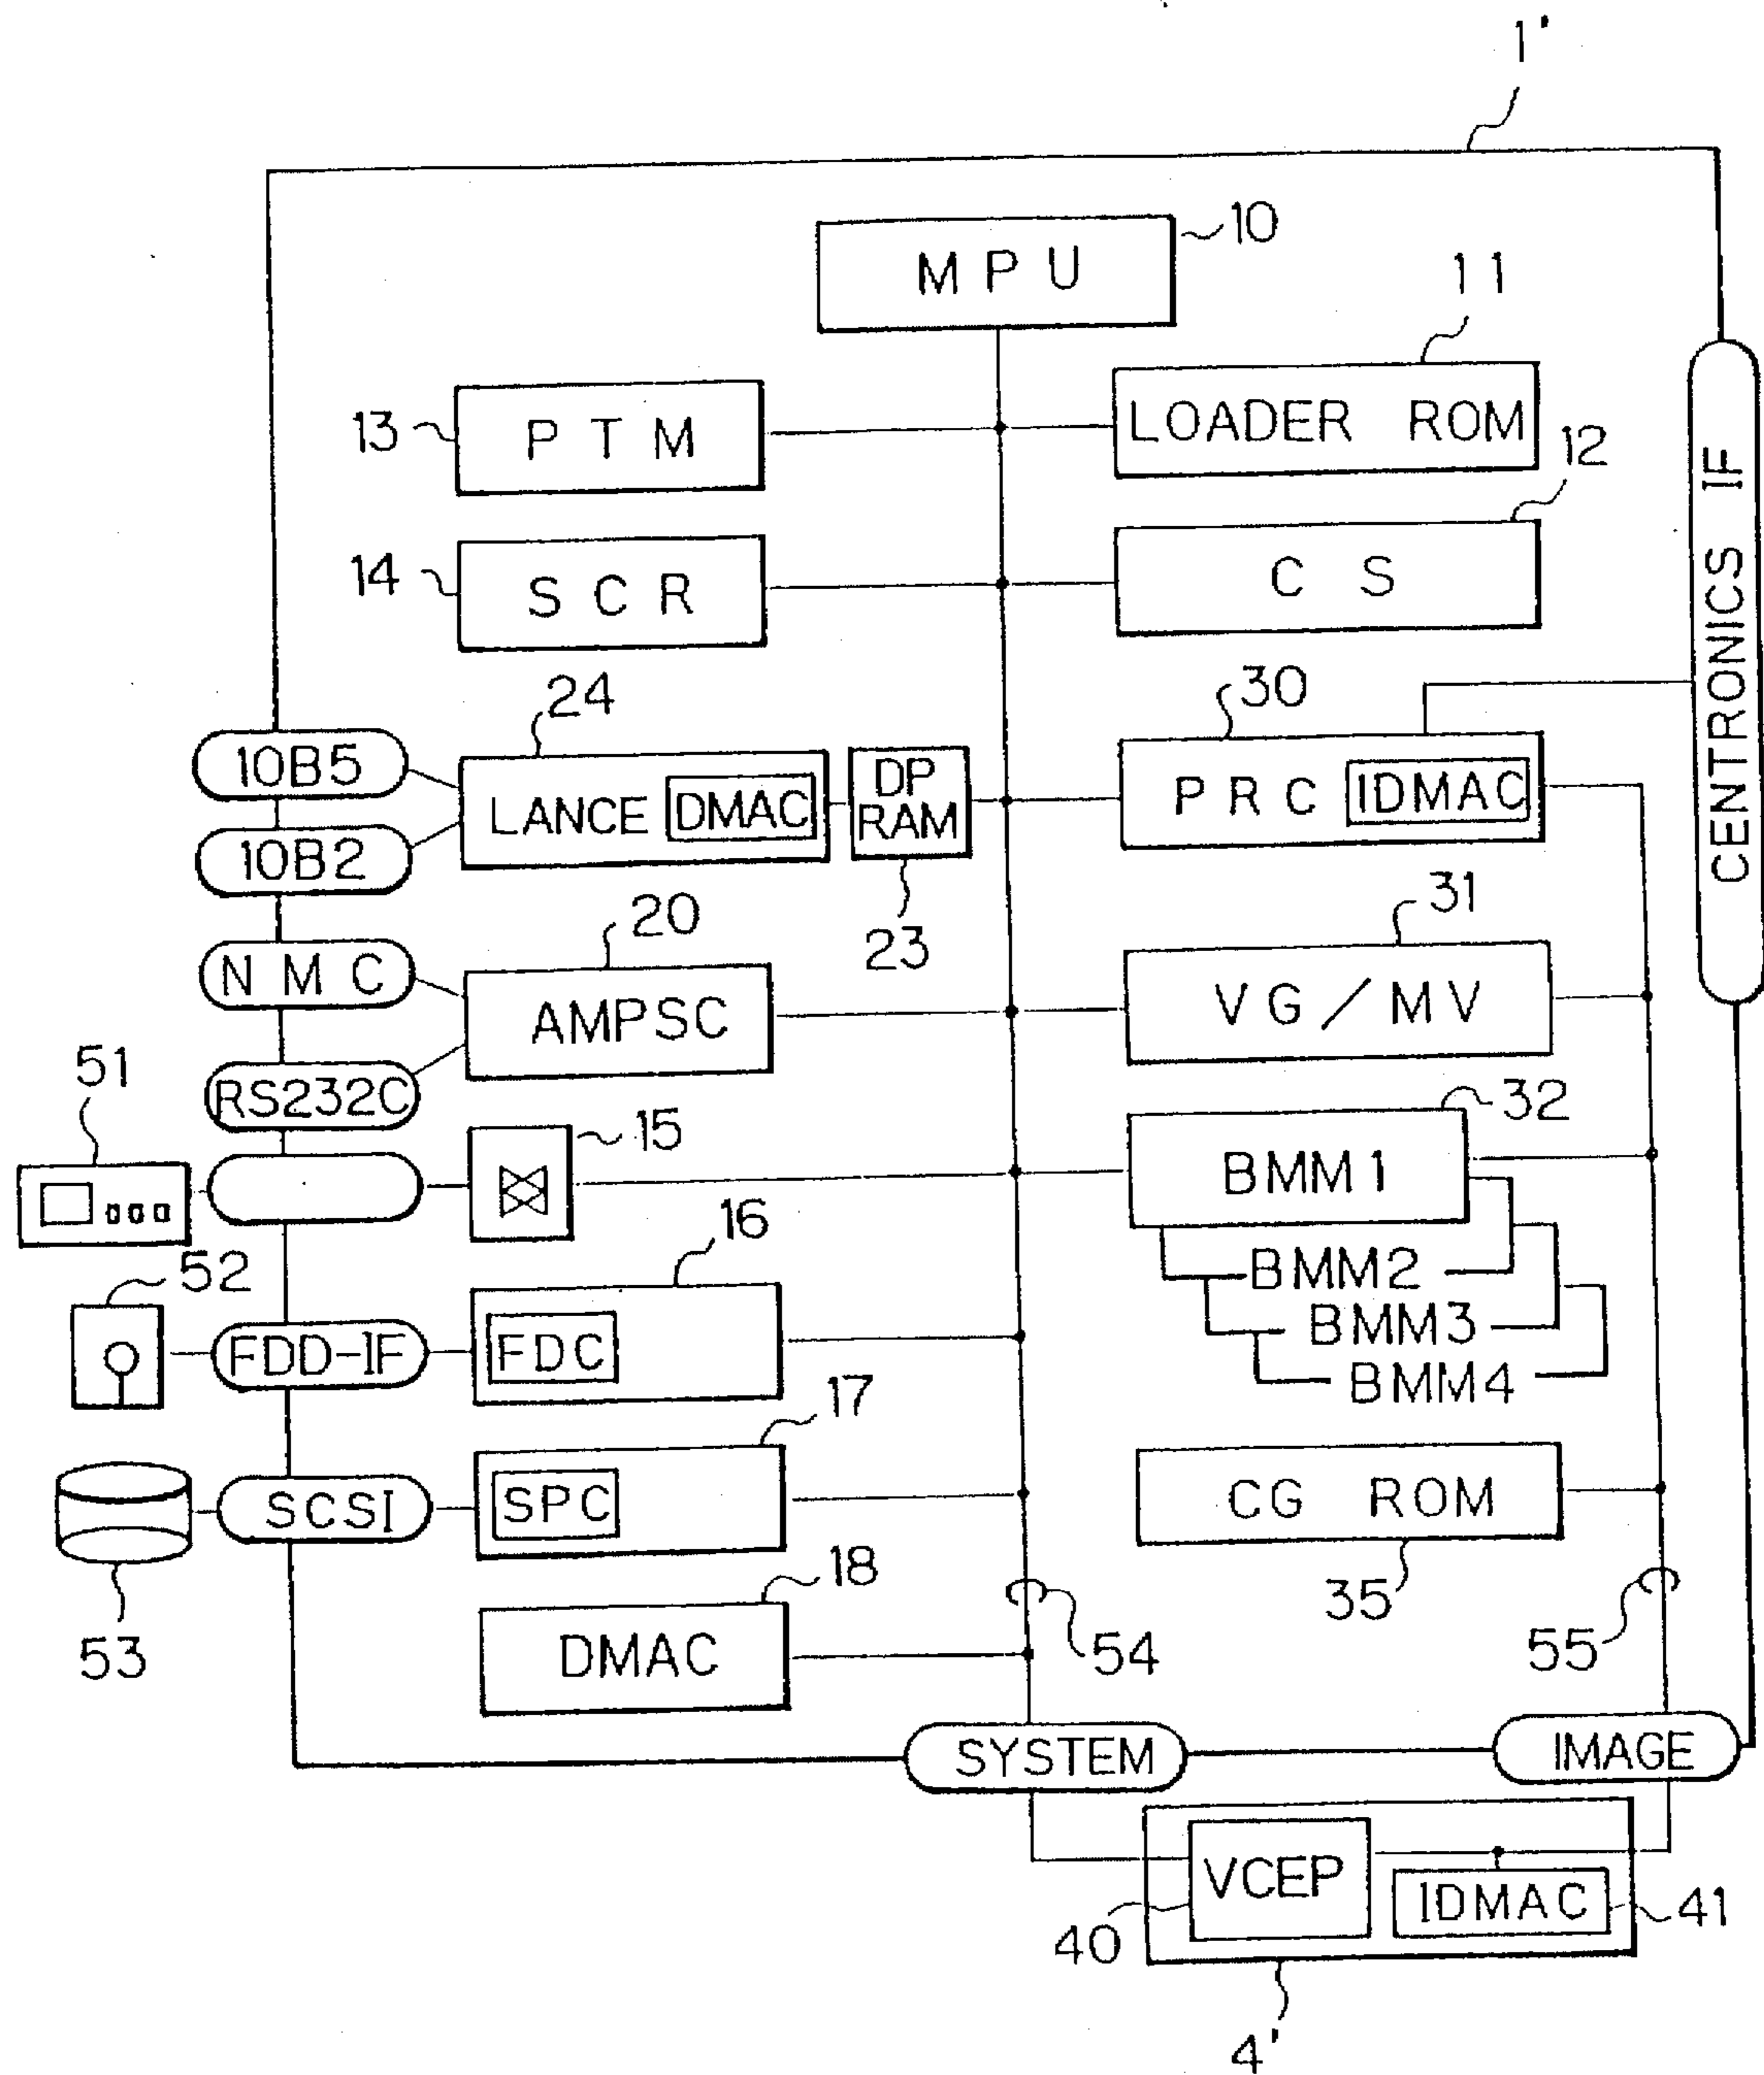 1'
MPU
10
11
PTM
13
LOADER ROM
12
SCR
14
CS
CENTRONICS IF
24
30
10B5
LANCE
DMAC
DP
RAM
PRC
IDMAC
10B2
23
20
31
NMC
AMPSC
VG/MV
RS232C
51
15
32
BMM1
52
16
BMM2
FDD-IF
FDC
BMM3
BMM4
17
SCSI
SPC
CG ROM
53
18
35
DMAC
54
55
SYSTEM
IMAGE
VCEP
IDMAC
40
41
4'